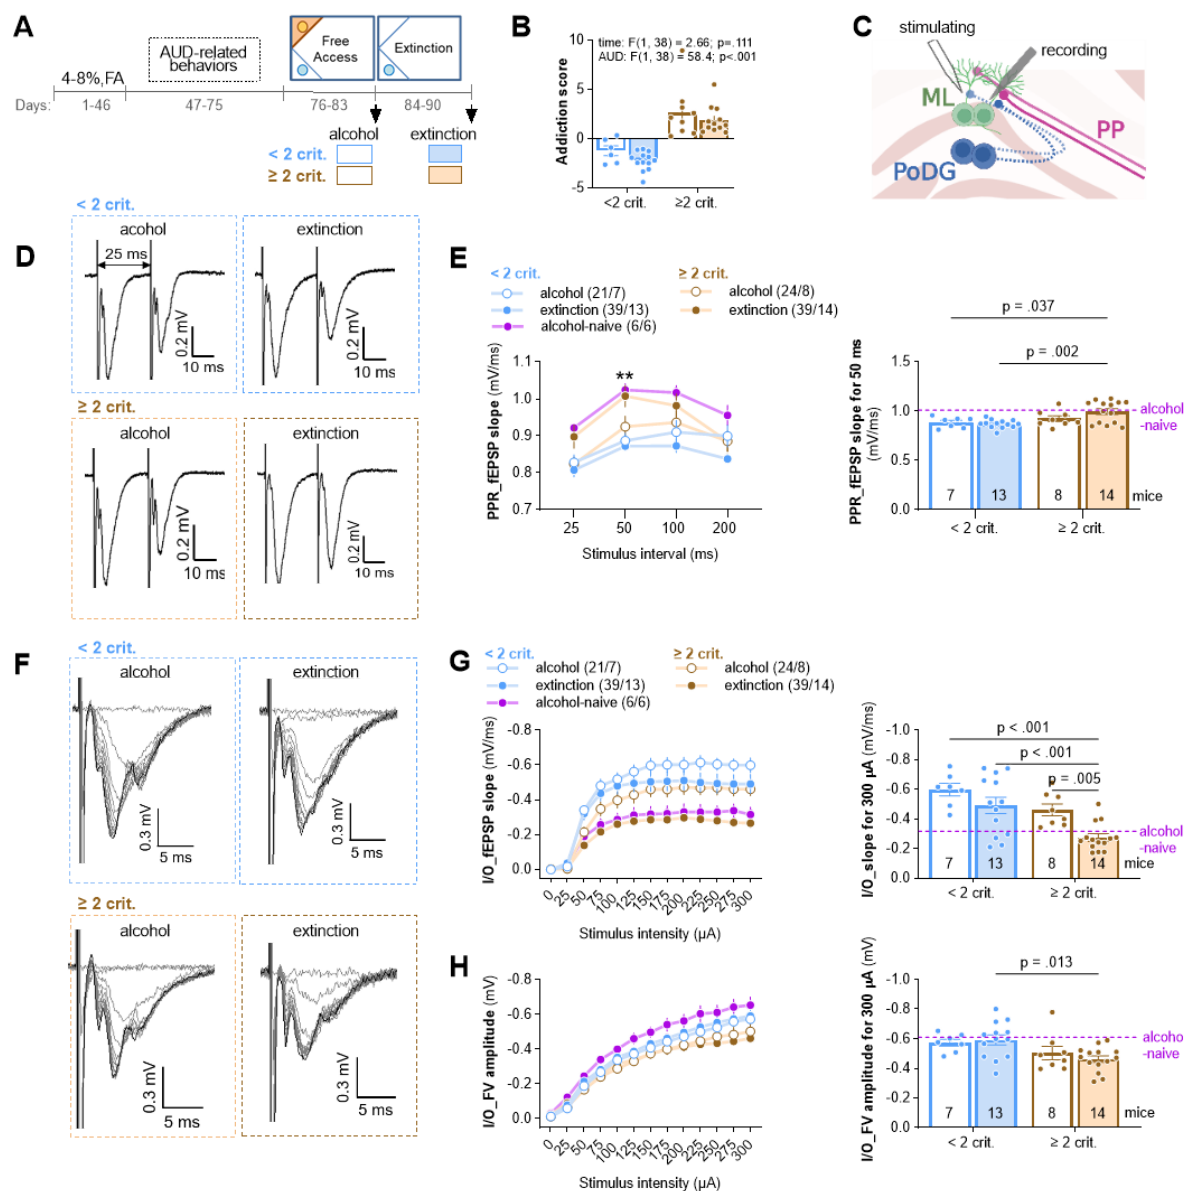 A
4-8%,FA
AUD-related
behaviors
Free
Access
Extinction
Days:
1-46
47-75
76-83
84-90
alcohol
extinction
< 2 crit.
≥ 2 crit.
B
Addiction score
10
5
0
-5
time: F(1, 38) = 2.66; p=.111
AUD: F(1, 38) = 58.4; p<.001
<2 crit.
≥2 crit.
C
stimulating
recording
ML
PP
PoDG
D
< 2 crit.
acohol
25 ms
0.2 mV
10 ms
extinction
0.2 mV
10 ms
≥ 2 crit.
alcohol
0.2 mV
10 ms
extinction
0.2 mV
10 ms
E
< 2 crit.
alcohol (21/7)
extinction (39/13)
alcohol-naive (6/6)
≥ 2 crit.
alcohol (24/8)
extinction (39/14)
PPR_fEPSP slope (mV/ms)
1.1
1.0
0.9
0.8
0.7
**
25
50
100
200
Stimulus interval (ms)
PPR_fEPSP slope for 50 ms
(mV/ms)
1.5
1.0
0.5
0.0
p = .037
p = .002
alcohol
-naive
7
13
8
14
mice
< 2 crit.
≥ 2 crit.
F
< 2 crit.
alcohol
0.3 mV
5 ms
extinction
0.3 mV
5 ms
≥ 2 crit.
alcohol
0.3 mV
5 ms
extinction
0.3 mV
5 ms
G
< 2 crit.
alcohol (21/7)
extinction (39/13)
alcohol-naive (6/6)
≥ 2 crit.
alcohol (24/8)
extinction (39/14)
I/O_fEPSP slope (mV/ms)
-0.8
-0.6
-0.4
-0.2
0.0
0
25
50
75
100
125
150
175
200
225
250
275
300
Stimulus intensity (μA)
I/O_slope for 300 μA (mV/ms)
-1.0
-0.8
-0.6
-0.4
-0.2
0.0
p < .001
p < .001
p = .005
alcohol
-naive
7
13
8
14
mice
< 2 crit.
≥ 2 crit.
H
I/O_FV amplitude (mV)
-0.8
-0.6
-0.4
-0.2
0.0
0
25
50
75
100
125
150
175
200
225
250
275
300
Stimulus intensity (μA)
I/O_FV amplitude for 300 μA (mV)
-1.0
-0.8
-0.6
-0.4
-0.2
0.0
p = .013
alcoho
-naive
7
13
8
14
mice
< 2 crit.
≥ 2 crit.